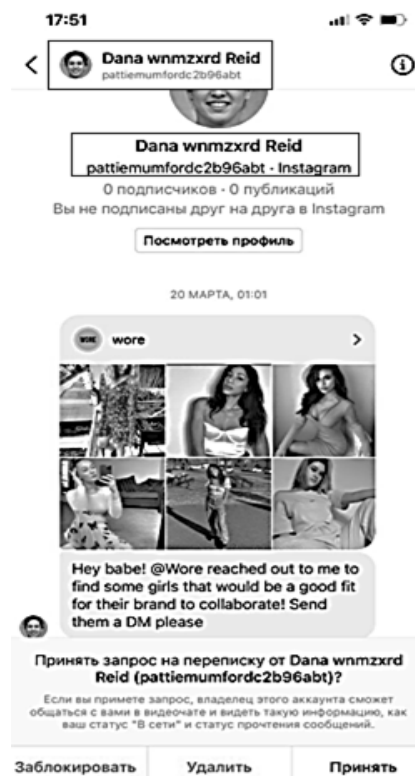 17:51
Dana wnmzxrd Reid
pattiemumfordc2b96abt
Dana wnmzxrd Reid
pattiemumfordc2b96abt · Instagram
0 подписчиков · 0 публикаций
Вы не подписаны друг на друга в Instagram
Посмотреть профиль
20 МАРТА, 01:01
WORE wore
Hey babe! @Wore reached out to me to
find some girls that would be a good fit
for their brand to collaborate! Send
them a DM please
Принять запрос на переписку от Dana wnmzxrd
Reid (pattiemumfordc2b96abt)?
Если вы примете запрос, владелец этого аккаунта сможет
общаться с вами в видеочате и видеть такую информацию, как
ваш статус "В сети" и статус прочтения сообщений.
Заблокировать Удалить Принять